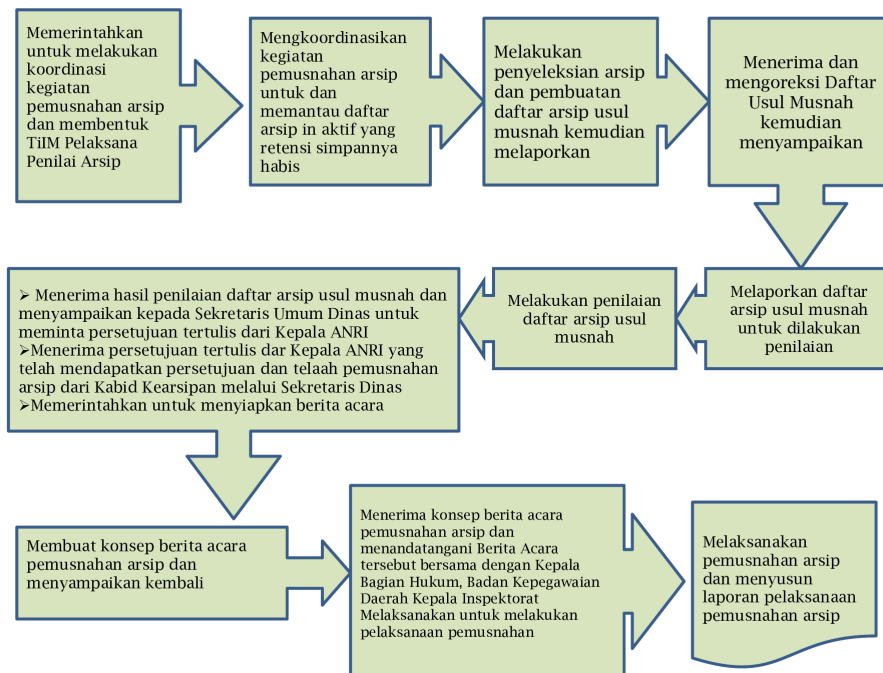 Memerintahkan
untuk melakukan
koordinasi
kegiatan
pemusnahan arsip
dan membentuk
TiIM Pelaksana
Penilai Arsip
Mengkoordinasikan
kegiatan
pemusnahan arsip
untuk dan
memantau daftar
arsip in aktif yang
retensi simpannya
habis
Melakukan
penyeleksian arsip
dan pembuatan
daftar arsip usul
musnah kemudian
melaporkan
Menerima dan
mengoreksi Daftar
Usul Musnah
kemudian
menyampaikan
Melaporkan daftar
arsip usul musnah
untuk dilakukan
penilaian
Melakukan penilaian
daftar arsip usul
musnah
➢ Menerima hasil penilaian daftar arsip usul musnah dan
menyampaikan kepada Sekretaris Umum Dinas untuk
meminta persetujuan tertulis dari Kepala ANRI
➢Menerima persetujuan tertulis dar Kepala ANRI yang
telah mendapatkan persetujuan dan telaah pemusnahan
arsip dari Kabid Kearsipan melalui Sekretaris Dinas
➢Memerintahkan untuk menyiapkan berita acara
Membuat konsep berita acara
pemusnahan arsip dan
menyampaikan kembali
Menerima konsep berita acara
pemusnahan arsip dan
menandatangani Berita Acara
tersebut bersama dengan Kepala
Bagian Hukum, Badan Kepegawaian
Daerah Kepala Inspektorat
Melaksanakan untuk melakukan
pelaksanaan pemusnahan
Melaksanakan
pemusnahan arsip
dan menyusun
laporan pelaksanaan
pemusnahan arsip